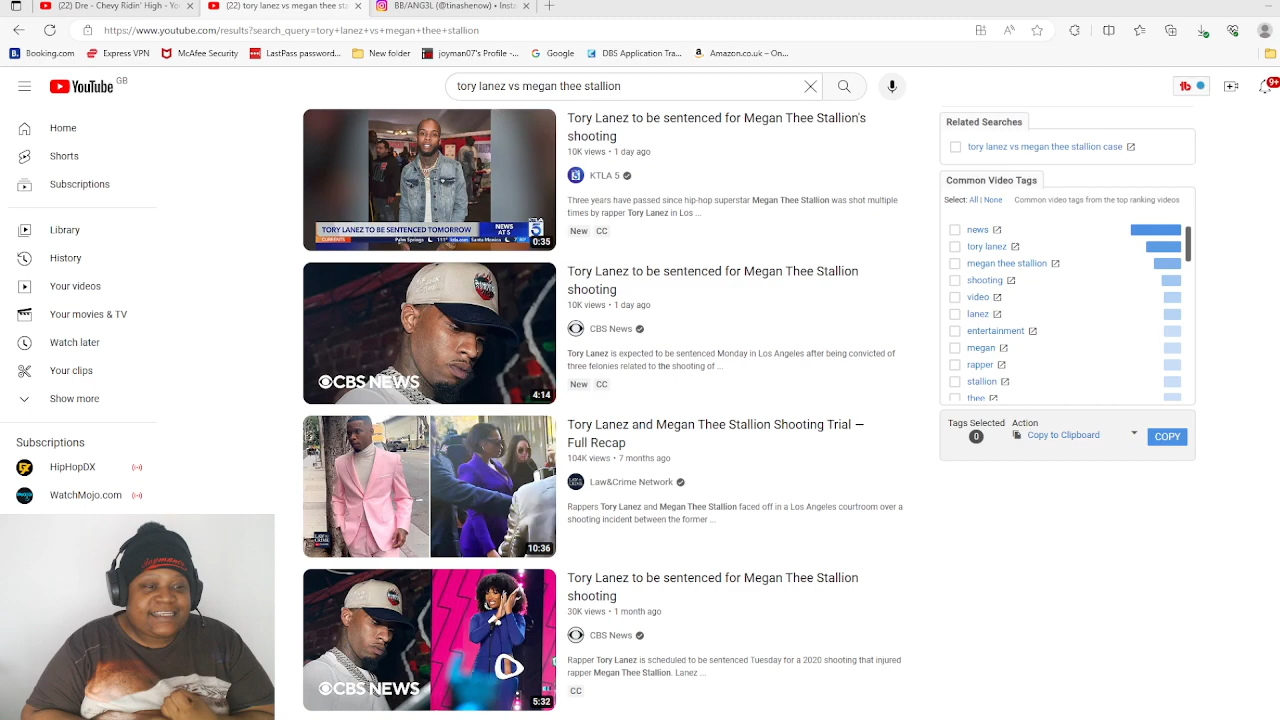 (22) Dre - Chevy Ridin' High - Yo
(22) tory lanez vs megan thee sta
BB/ANG3L (@tinashenow) • Insta
https://www.youtube.com/results?search_query=tory+lanez+vs+megan+thee+stallion
Booking.com
Express VPN
McAfee Security
LastPass password...
New folder
joyman07's Profile -...
Google
DBS Application Tra...
Amazon.co.uk – On...
YouTube GB
tory lanez vs megan thee stallion
9+
Home
Shorts
Subscriptions
Library
History
Your videos
Your movies & TV
Watch later
Your clips
Show more
Subscriptions
HipHopDX
WatchMojo.com
TORY LANEZ TO BE SENTENCED TOMORROW
NEWS AT 5
KTLA 5
CURRENTS
Palm Springs
Santa Monica
0:35
Tory Lanez to be sentenced for Megan Thee Stallion's
shooting
10K views • 1 day ago
KTLA 5
Three years have passed since hip-hop superstar Megan Thee Stallion was shot multiple
times by rapper Tory Lanez in Los ...
New CC
CBS NEWS
4:14
Tory Lanez to be sentenced for Megan Thee Stallion
shooting
10K views • 1 day ago
CBS News
Tory Lanez is expected to be sentenced Monday in Los Angeles after being convicted of
three felonies related to the shooting of ...
New CC
10:36
Tory Lanez and Megan Thee Stallion Shooting Trial —
Full Recap
104K views • 7 months ago
Law&Crime Network
Rappers Tory Lanez and Megan Thee Stallion faced off in a Los Angeles courtroom over a
shooting incident between the former ...
CBS NEWS
5:32
Tory Lanez to be sentenced for Megan Thee Stallion
shooting
30K views • 1 month ago
CBS News
Rapper Tory Lanez is scheduled to be sentenced Tuesday for a 2020 shooting that injured
rapper Megan Thee Stallion. Lanez ...
CC
Related Searches
tory lanez vs megan thee stallion case
Common Video Tags
Select: All | None
Common video tags from the top ranking videos
news
tory lanez
megan thee stallion
shooting
video
lanez
entertainment
megan
rapper
stallion
thee
Tags Selected
0
Action
Copy to Clipboard
COPY